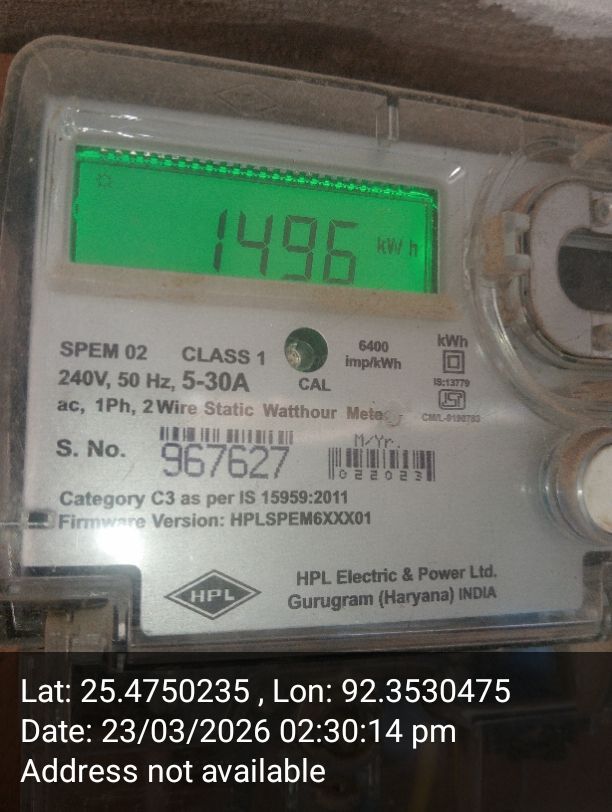 1496 kWh
SPEM 02 CLASS 1
6400
imp/kWh
kWh
240V, 50 Hz, 5-30A
CAL
IS:13779
ISI
ac, 1Ph, 2 Wire Static Watthour Meter
CM/L-9190783
S. No. 967627
M/Yr.
022023
Category C3 as per IS 15959:2011
Firmware Version: HPLSPEM6XXX01
HPL
HPL Electric & Power Ltd.
Gurugram (Haryana) INDIA
Lat: 25.4750235 , Lon: 92.3530475
Date: 23/03/2026 02:30:14 pm
Address not available